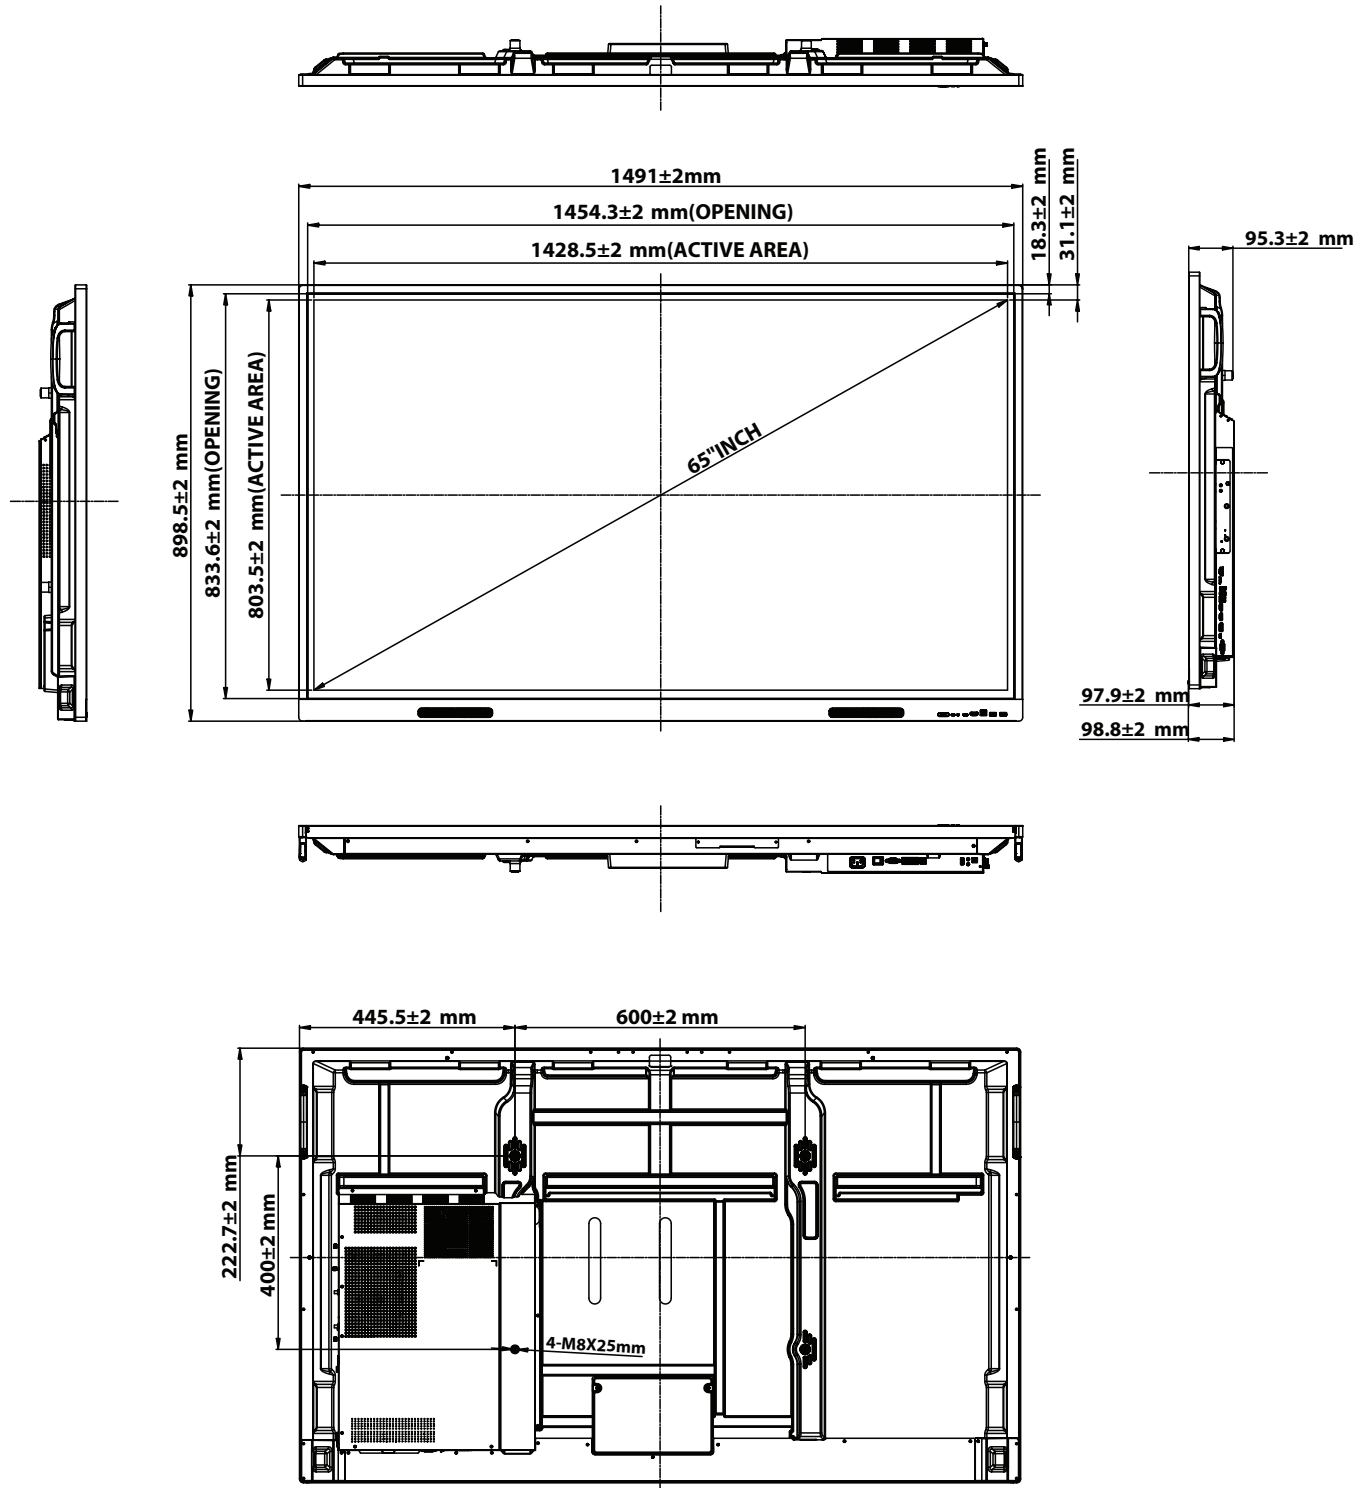 1491±2mm
1454.3±2 mm(OPENING)
1428.5±2 mm(ACTIVE AREA)
18.3±2 mm
31.1±2 mm
95.3±2 mm
898.5±2 mm
833.6±2 mm(OPENING)
803.5±2 mm(ACTIVE AREA)
65"INCH
97.9±2 mm
98.8±2 mm
445.5±2 mm
600±2 mm
222.7±2 mm
400±2 mm
4-M8X25mm